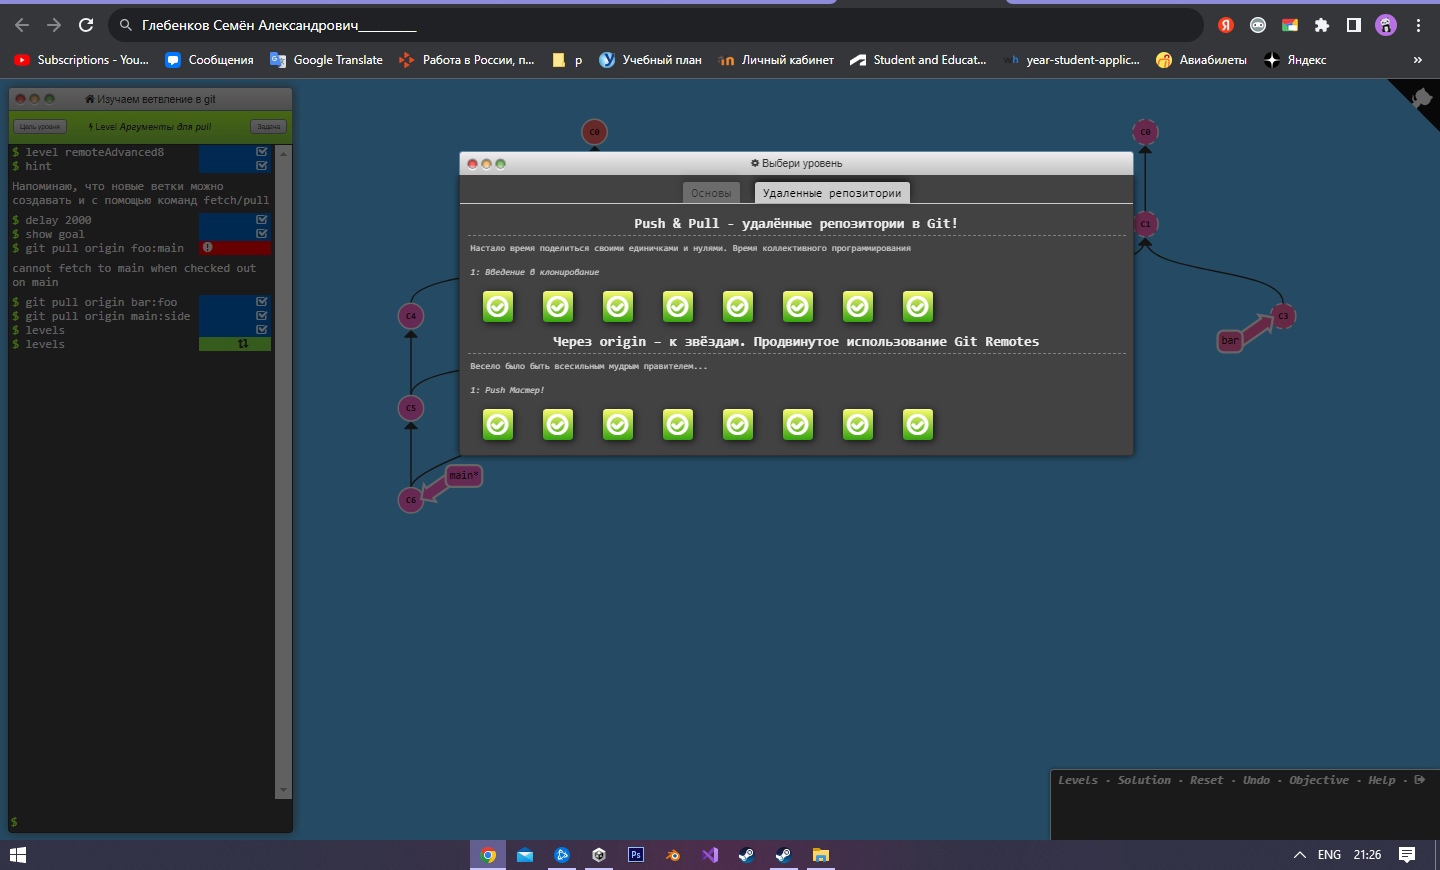 Глебенков Семён Александрович________
Subscriptions - You...
Сообщения
Google Translate
Работа в России, п...
р
Учебный план
Личный кабинет
Student and Educat...
year-student-applic...
Авиабилеты
Яндекс
»
Изучаем ветвление в git
Цель уровня
Level Аргументы для pull
Задача
$ level remoteAdvanced8
$ hint
Напоминаю, что новые ветки можно
создавать и с помощью команд fetch/pull
$ delay 2000
$ show goal
$ git pull origin foo:main
cannot fetch to main when checked out
on main
$ git pull origin bar:foo
$ git pull origin main:side
$ levels
$ levels
$
C0
C4
C5
C6
main*
Выбери уровень
Основы
Удаленные репозитории
Push & Pull - удалённые репозитории в Git!
Настало время поделиться своими единичками и нулями. Время коллективного программирования
1: Введение в клонирование
Через origin – к звёздам. Продвинутое использование Git Remotes
Весело было быть всесильным мудрым правителем...
1: Push Мастер!
C0
C1
C3
bar
Levels - Solution - Reset - Undo - Objective - Help -
Ps
ENG
21:26